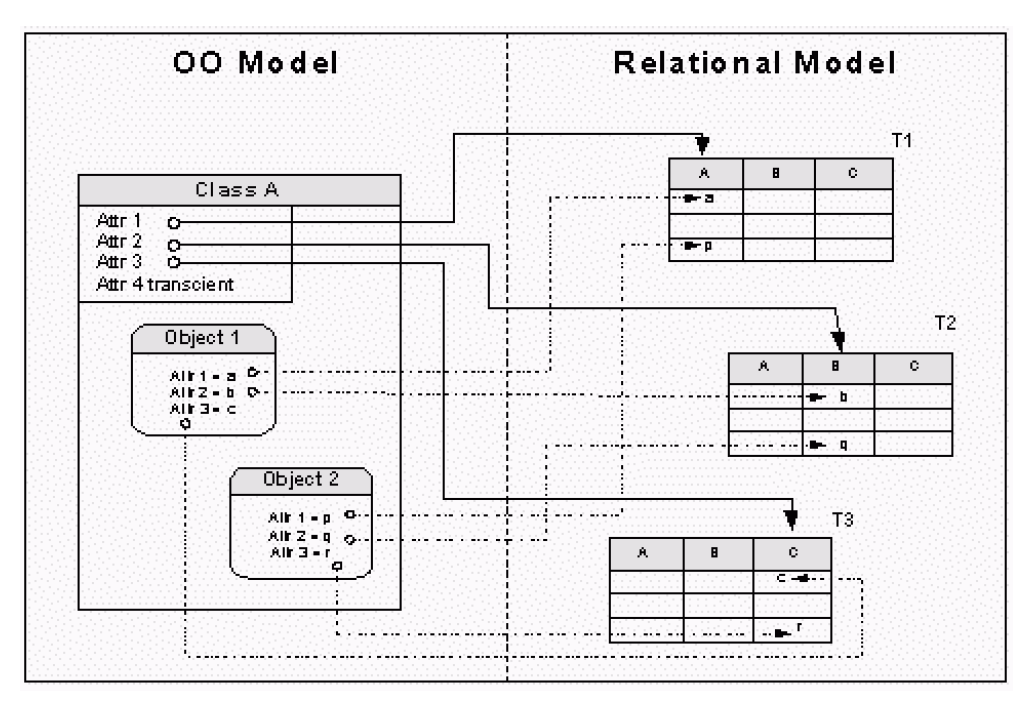 OO Model
Relational Model
T1
A B C
a
p
Class A
Attr 1
Attr 2
Attr 3
Attr 4 transcient
T2
A B C
b
q
Object 1
Attr 1 = a
Attr 2 = b
Attr 3 = c
Object 2
Attr 1 = p
Attr 2 = q
Attr 3 = r
T3
A B C
c
r